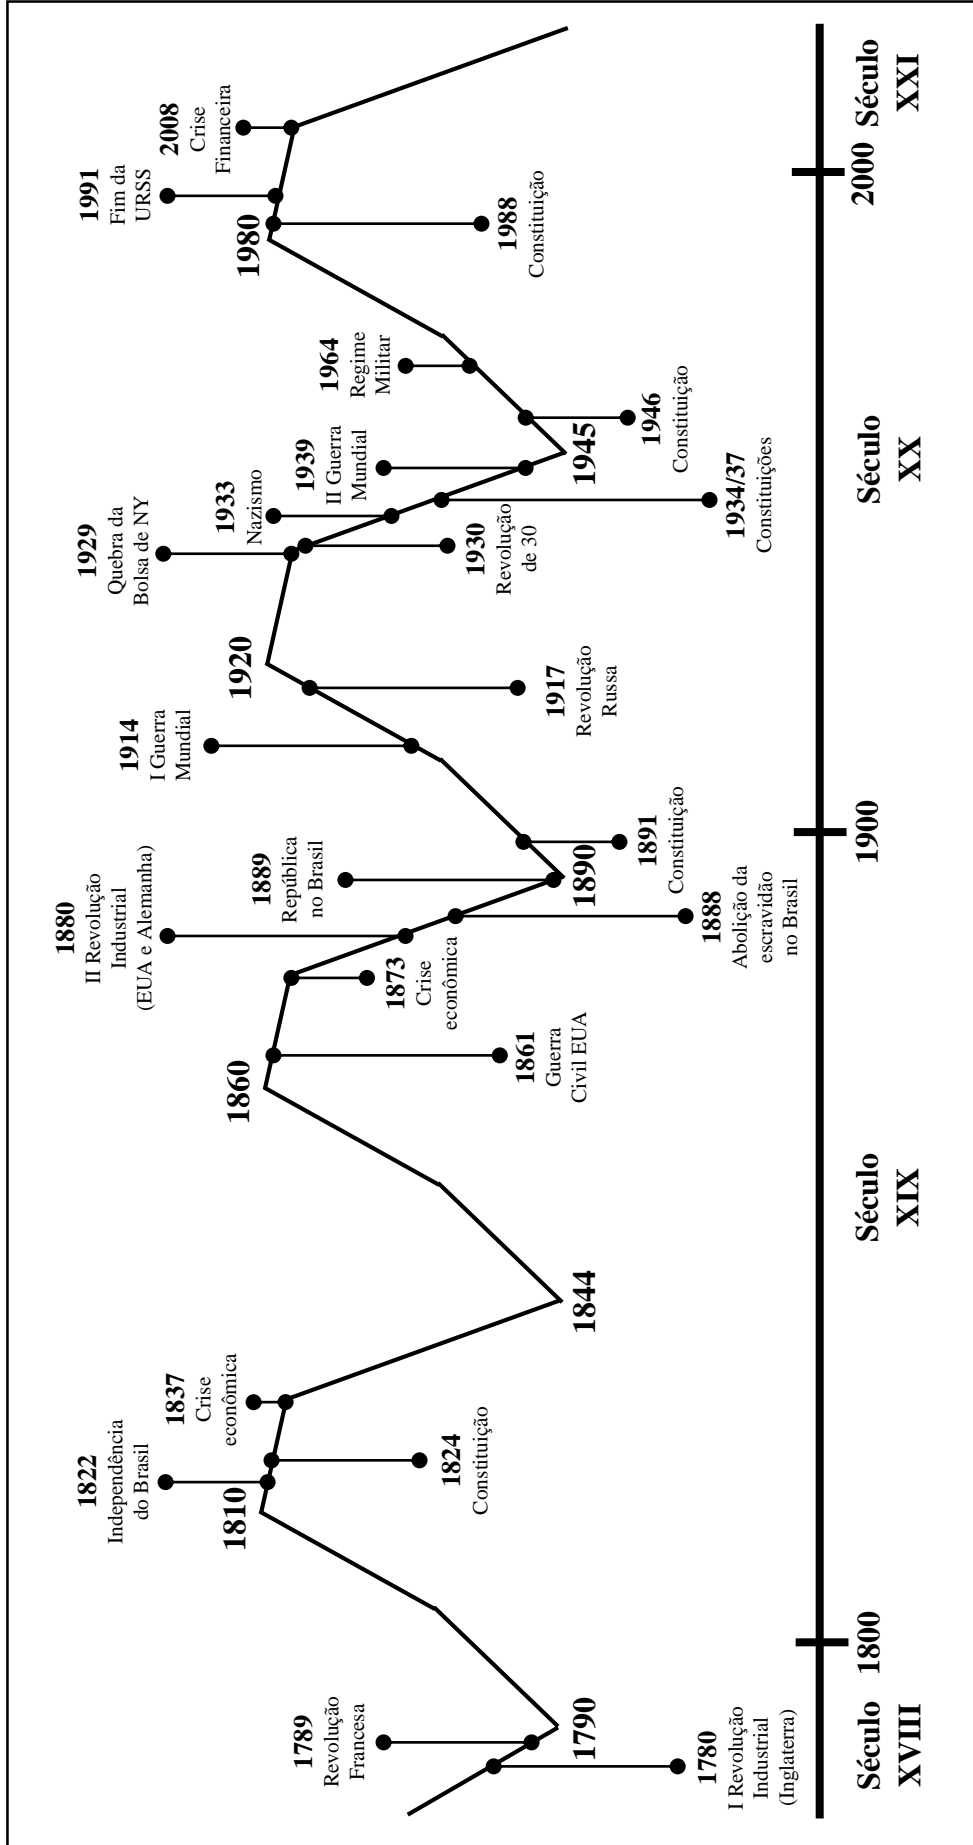 1780
I Revolução
Industrial
(Inglaterra)
1789
Revolução
Francesa
1790
1810
1822
Independência
do Brasil
1824
Constituição
1837
Crise
econômica
1844
1860
1861
Guerra
Civil EUA
1873
Crise
econômica
1880
II Revolução
Industrial
(EUA e Alemanha)
1888
Abolição da
escravidão
no Brasil
1889
República
no Brasil
1890
1891
Constituição
1914
I Guerra
Mundial
1917
Revolução
Russa
1920
1929
Quebra da
Bolsa de NY
1930
Revolução
de 30
1933
Nazismo
1934/37
Constituições
1939
II Guerra
Mundial
1945
1946
Constituição
1964
Regime
Militar
1980
1988
Constituição
1991
Fim da
URSS
2008
Crise
Financeira
Século
XVIII
1800
Século
XIX
1900
Século
XX
2000
Século
XXI